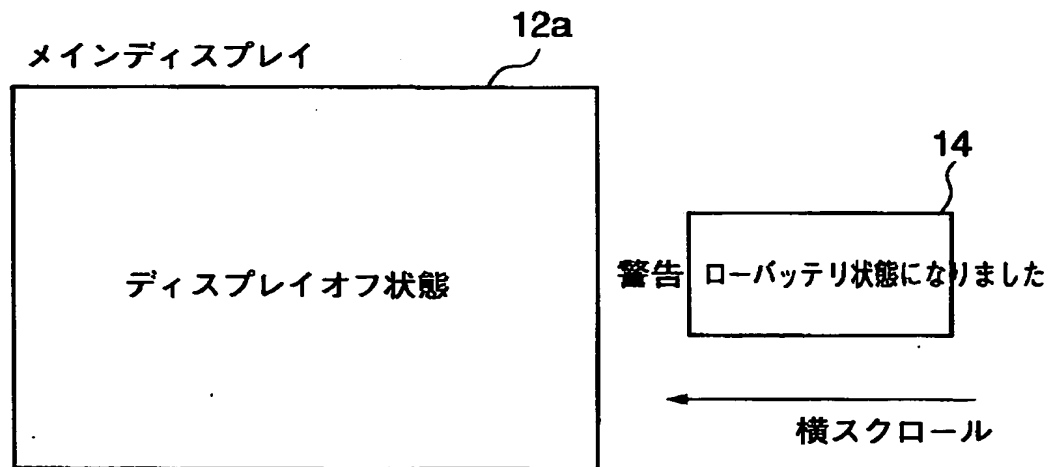 12a
メインディスプレイ
14
ディスプレイオフ状態
警告 ローバッテリ状態になりました
横スクロール